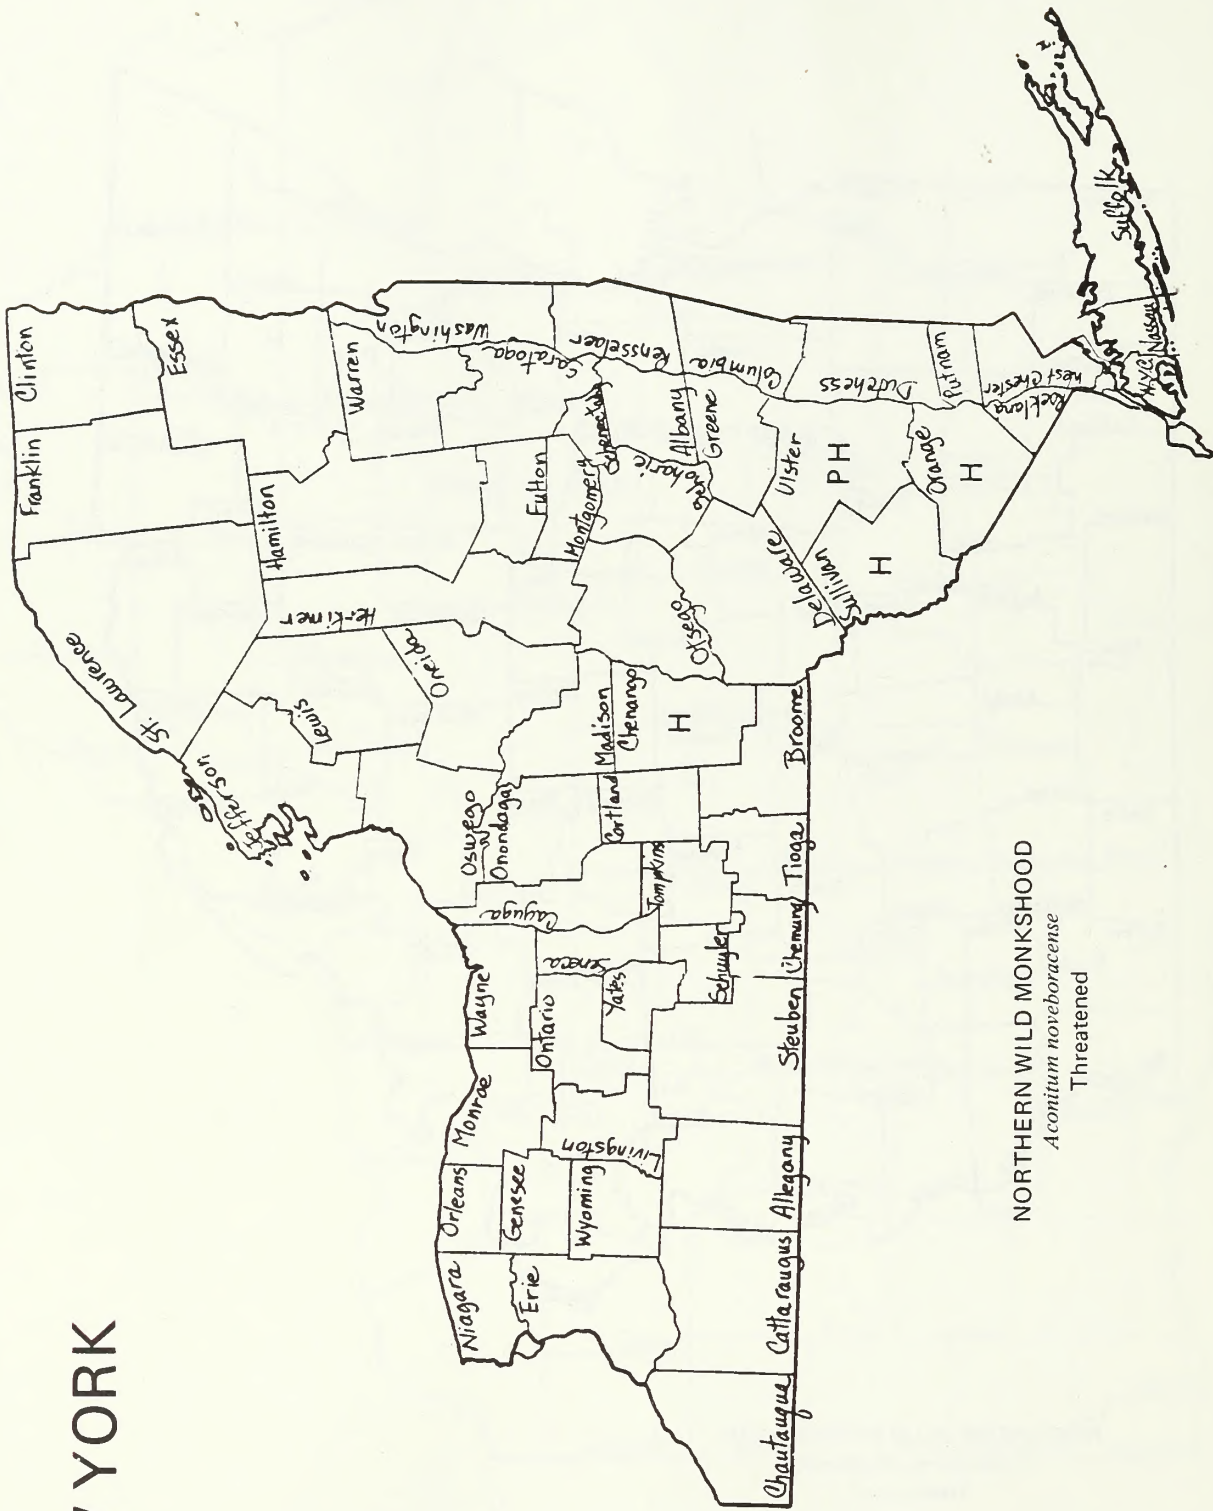 YORK
Clinton
Franklin
St. Lawrence
Essex
Jefferson
Lewis
Herkimer
Hamilton
Warren
Washington
Oswego
Oneida
Fulton
Saratoga
Niagara
Orleans
Monroe
Wayne
Cayuga
Onondaga
Madison
Montgomery
Schenectady
Rensselaer
Erie
Genesee
Ontario
Seneca
Wyoming
Livingston
Yates
Cortland
Chenango
H
Otsego
Schoharie
Albany
Schuyler
Tompkins
Greene
Columbia
Chautauqua
Cattaraugus
Allegany
Steuben
Chemung
Tioga
Broome
Delaware
Ulster
PH
Dutchess
Sullivan
H
Orange
H
Putnam
Rockland
West Chester
N.Y.C.
Nassau
Suffolk
NORTHERN WILD MONKSHOOD
Aconitum noveboracense
Threatened